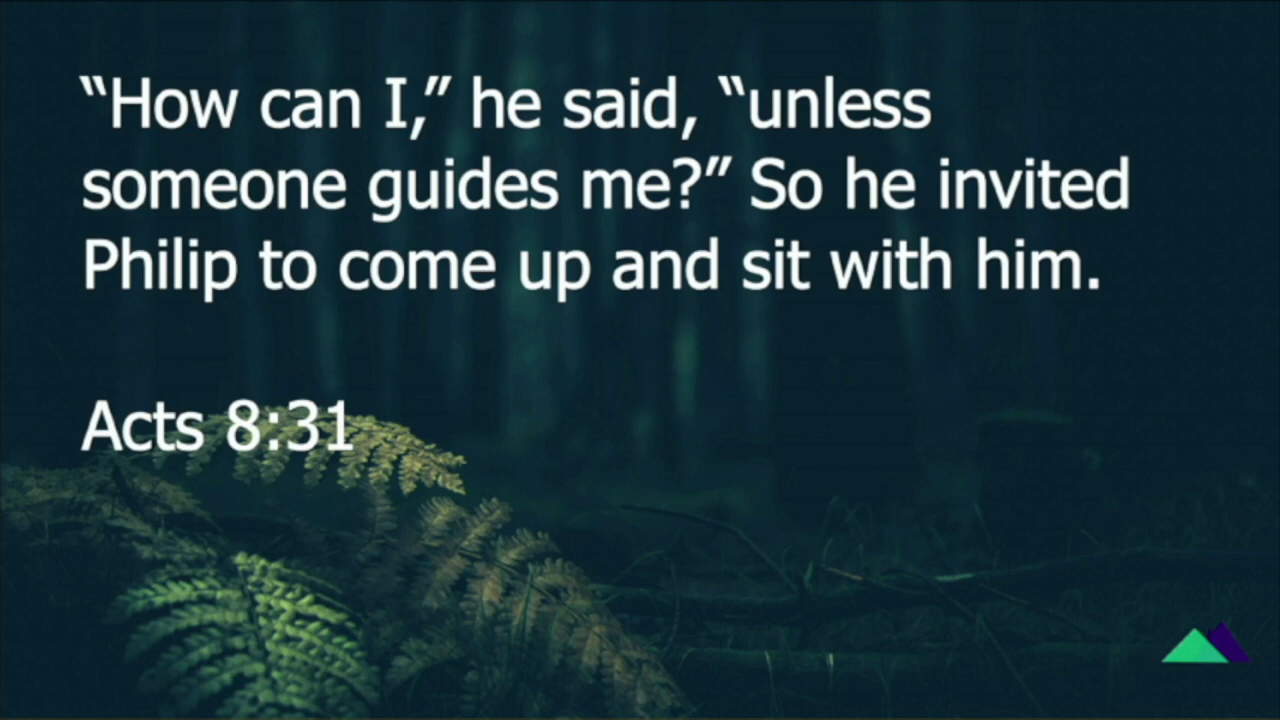 “How can I,” he said, “unless
someone guides me?” So he invited
Philip to come up and sit with him.
Acts 8:31